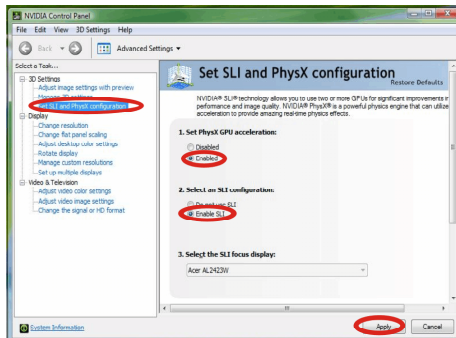 NVIDIA Control Panel
File Edit View 3D Settings Help
Back Advanced Settings
Select a Task...
3D Settings
Adjust image settings with preview
Manage 3D settings
Set SLI and PhysX configuration
Display
Change resolution
Change flat panel scaling
Adjust desktop color settings
Rotate display
Manage custom resolutions
Set up multiple displays
Video & Television
Adjust video color settings
Adjust video image settings
Change the signal or HD format
System Information
Set SLI and PhysX configuration
Restore Defaults
NVIDIA® SLI® technology allows you to use two or more GPUs for significant improvements in
performance and image quality. NVIDIA® PhysX® is a powerful physics engine that can utilize
acceleration to provide amazing real-time physics effects.
1. Set PhysX GPU acceleration:
Disabled
Enabled
2. Select an SLI configuration:
Do not use SLI
Enable SLI
3. Select the SLI focus display:
Acer AL2423W
Apply Cancel